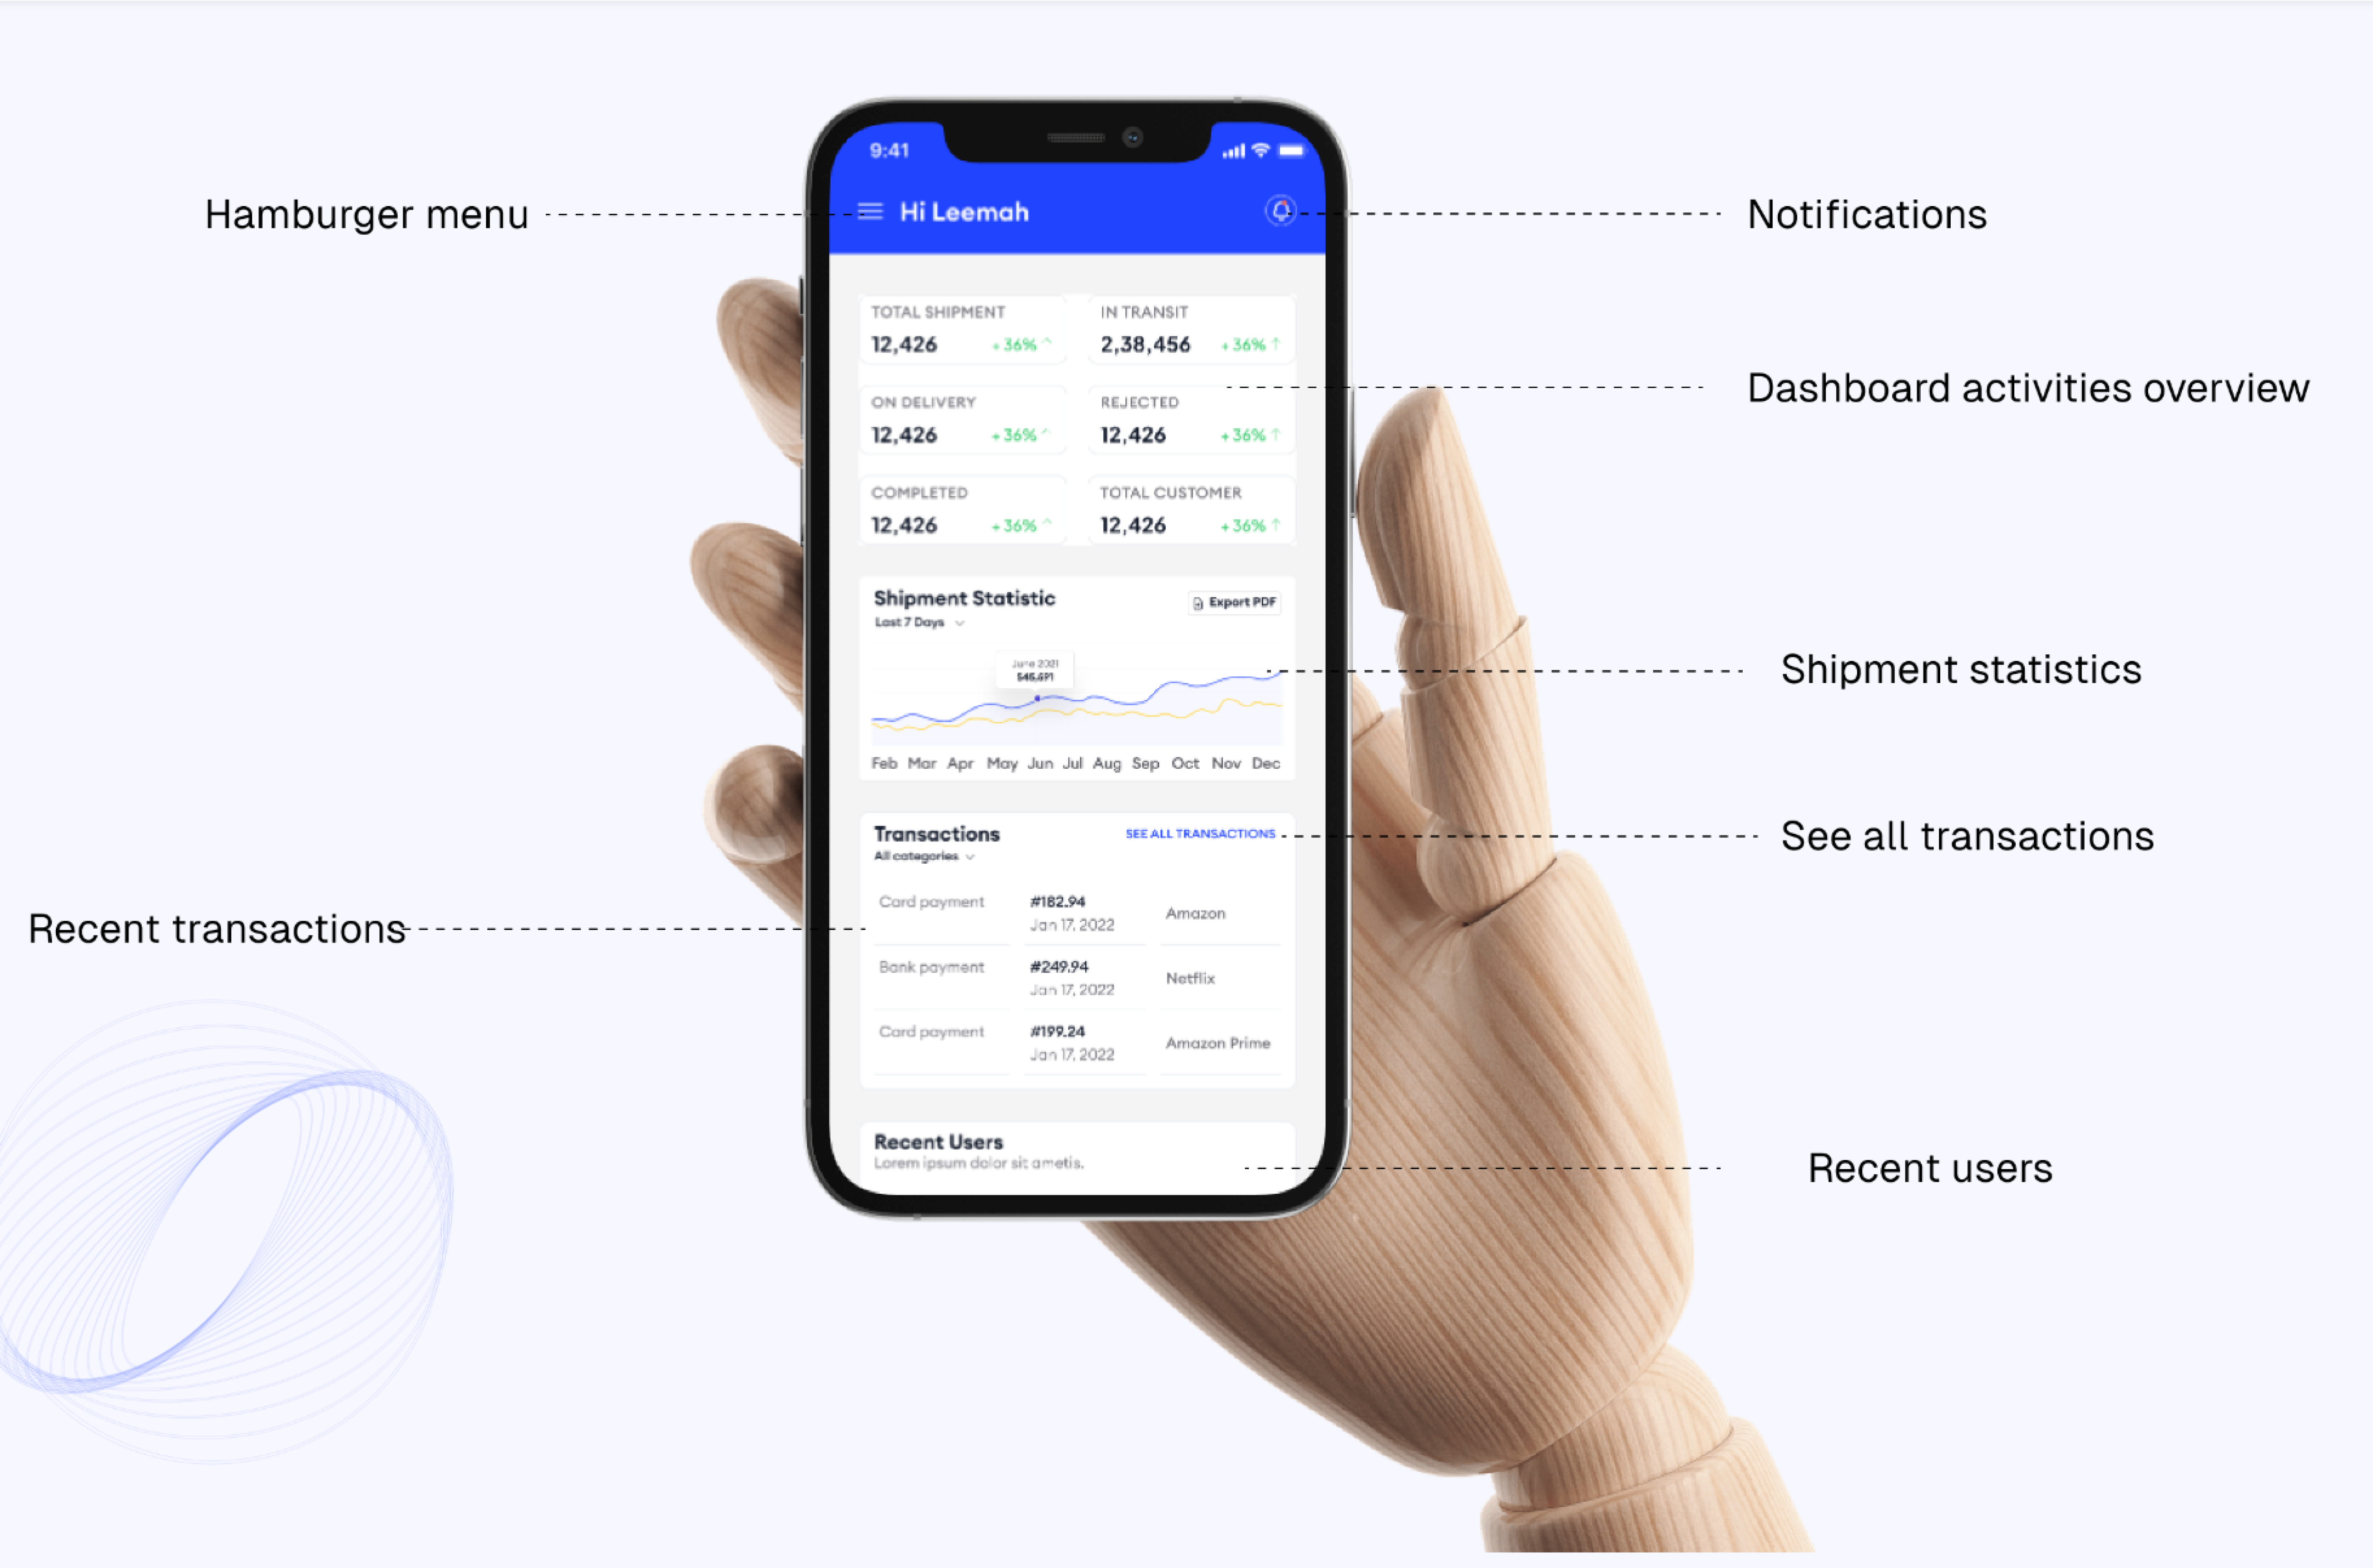 9:41
Hamburger menu
Hi Leemah
Notifications
TOTAL SHIPMENT
12,426 +36%
IN TRANSIT
2,38,456 +36%
Dashboard activities overview
ON DELIVERY
12,426 +36%
REJECTED
12,426 +36%
COMPLETED
12,426 +36%
TOTAL CUSTOMER
12,426 +36%
Shipment Statistic
Export PDF
Last 7 Days
June 2021
546,691
Shipment statistics
Feb Mar Apr May Jun Jul Aug Sep Oct Nov Dec
Transactions
SEE ALL TRANSACTIONS
See all transactions
All categories
Recent transactions
Card payment
#182.94
Jan 17, 2022
Amazon
Bank payment
#249.94
Jan 17, 2022
Netflix
Card payment
#199.24
Jan 17, 2022
Amazon Prime
Recent Users
Lorem ipsum dolor sit ametis.
Recent users